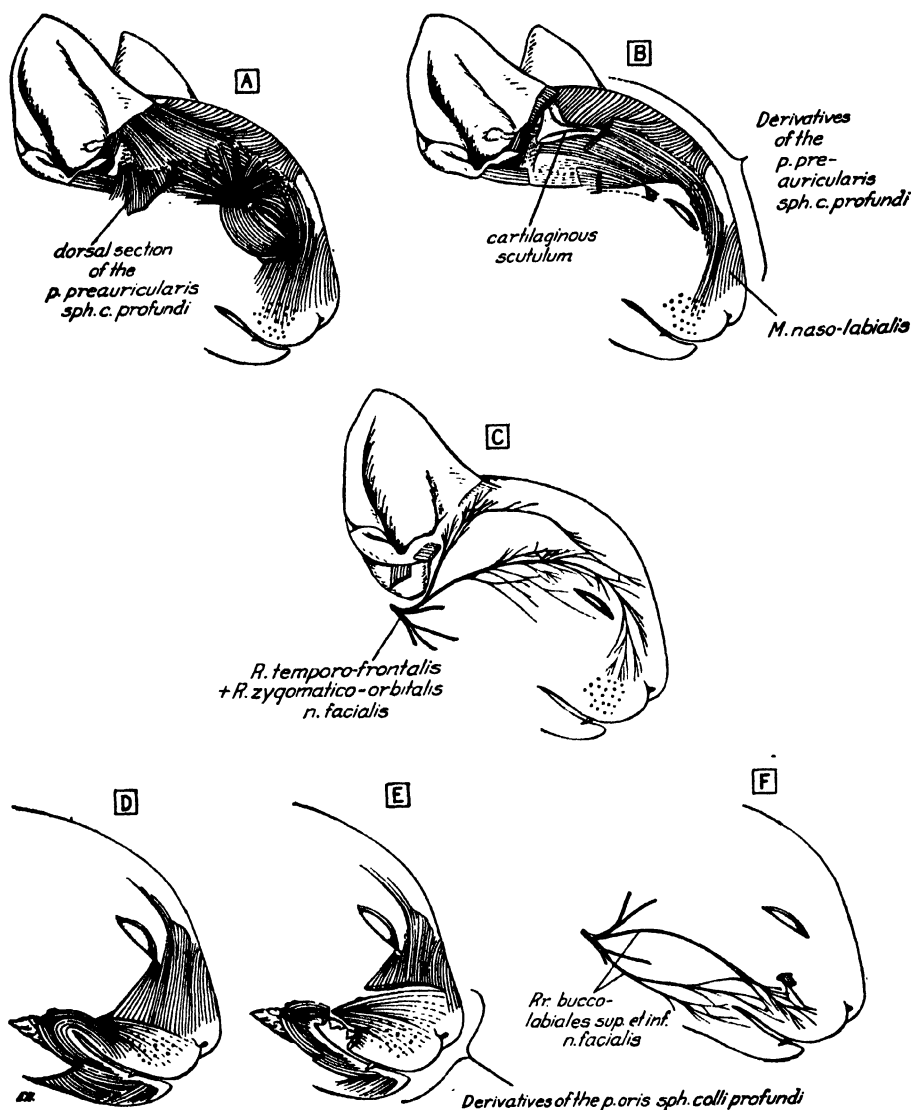 A
B
Derivatives
of the
p. pre-
auricularis
sph. c. profundi
dorsal section
of the
p. preauricularis
sph. c. profundi
cartilaginous
scutulum
M. naso-labialis
C
R. temporo-frontalis
+ R. zygomatico-orbitalis
n. facialis
D
E
F
Rr. bucco-
labiales sup. et inf.
n. facialis
Derivatives of the p. oris sph. colli profundi